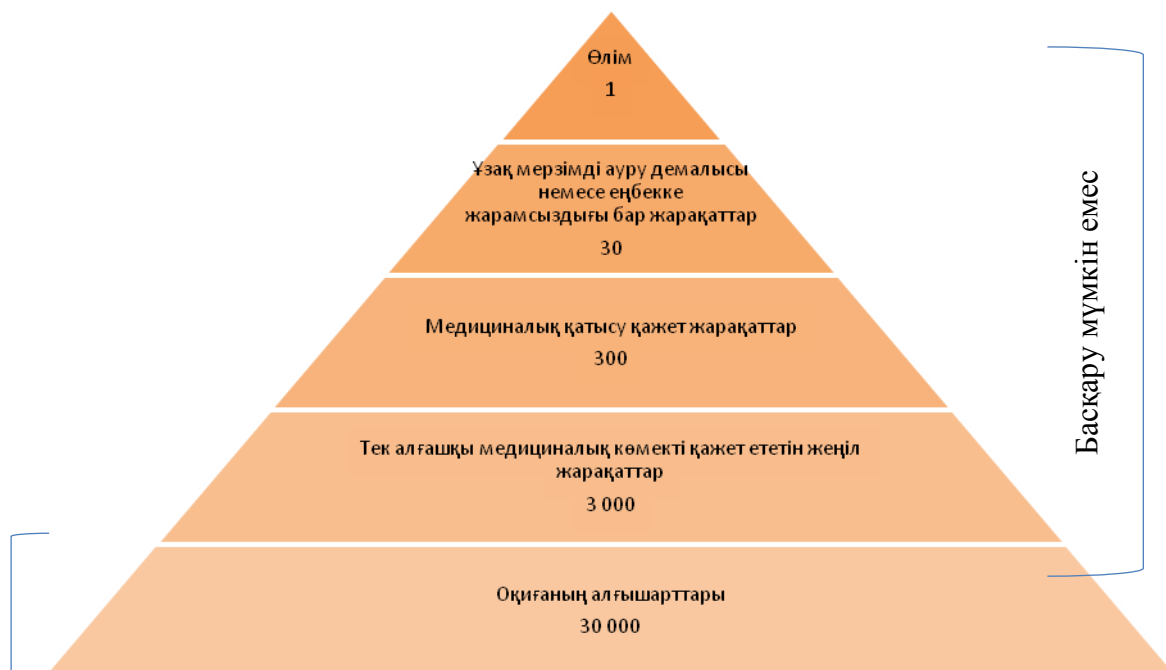 Өлім
1
Ұзақ мерзімді ауру демалысы
немесе еңбекке
жарамсыздығы бар жарақаттар
30
Медициналық қатысу қажет жарақаттар
300
Тек алғашқы медициналық көмекті қажет ететін жеңіл
жарақаттар
3 000
Оқиғаның алғышарттары
30 000
Басқару мүмкін емес